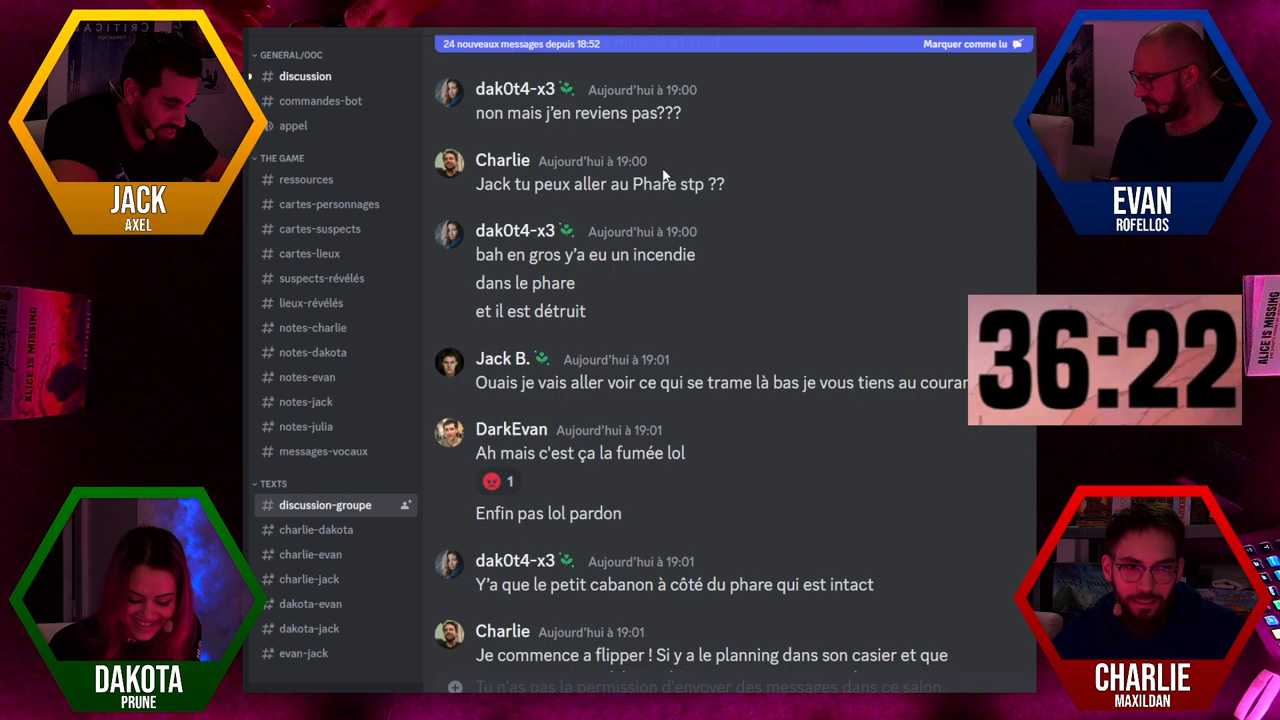 GENERAL/OOC
discussion
commandes-bot
appel
THE GAME
ressources
cartes-personnages
cartes-suspects
cartes-lieux
suspects-révélés
lieux-révélés
notes-charlie
notes-dakota
notes-evan
notes-jack
notes-julia
messages-vocaux
TEXTS
discussion-groupe
charlie-dakota
charlie-evan
charlie-jack
dakota-evan
dakota-jack
evan-jack
24 nouveaux messages depuis 18:52 Marquer comme lu
dak0t4-x3 Aujourd'hui à 19:00
non mais j'en reviens pas???
Charlie Aujourd'hui à 19:00
Jack tu peux aller au Phare stp ??
dak0t4-x3 Aujourd'hui à 19:00
bah en gros y'a eu un incendie
dans le phare
et il est détruit
Jack B. Aujourd'hui à 19:01
Ouais je vais aller voir ce qui se trame là bas je vous tiens au couran
DarkEvan Aujourd'hui à 19:01
Ah mais c'est ça la fumée lol
1
Enfin pas lol pardon
dak0t4-x3 Aujourd'hui à 19:01
Y'a que le petit cabanon à côté du phare qui est intact
Charlie Aujourd'hui à 19:01
Je commence a flipper ! Si y a le planning dans son casier et que
Tu n'as pas la permission d'envoyer des messages dans ce salon.
JACK
AXEL
EVAN
ROFELLOS
36:22
DAKOTA
PRUNE
CHARLIE
MAXILDAN
ALICE IS MISSING
ALICE IS MISSING